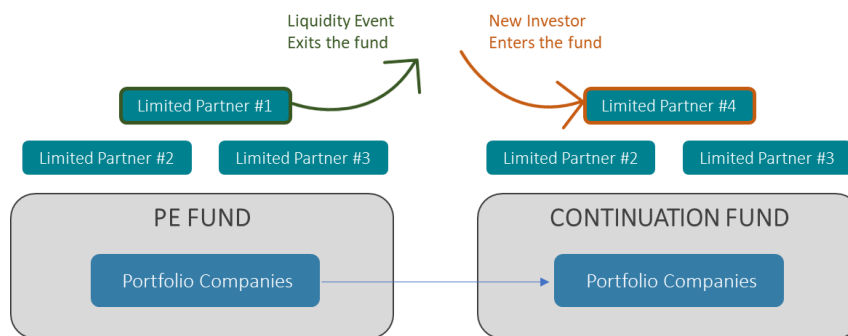 Liquidity Event
Exits the fund
New Investor
Enters the fund
Limited Partner #1
Limited Partner #4
Limited Partner #2
Limited Partner #3
Limited Partner #2
Limited Partner #3
PE FUND
CONTINUATION FUND
Portfolio Companies
Portfolio Companies